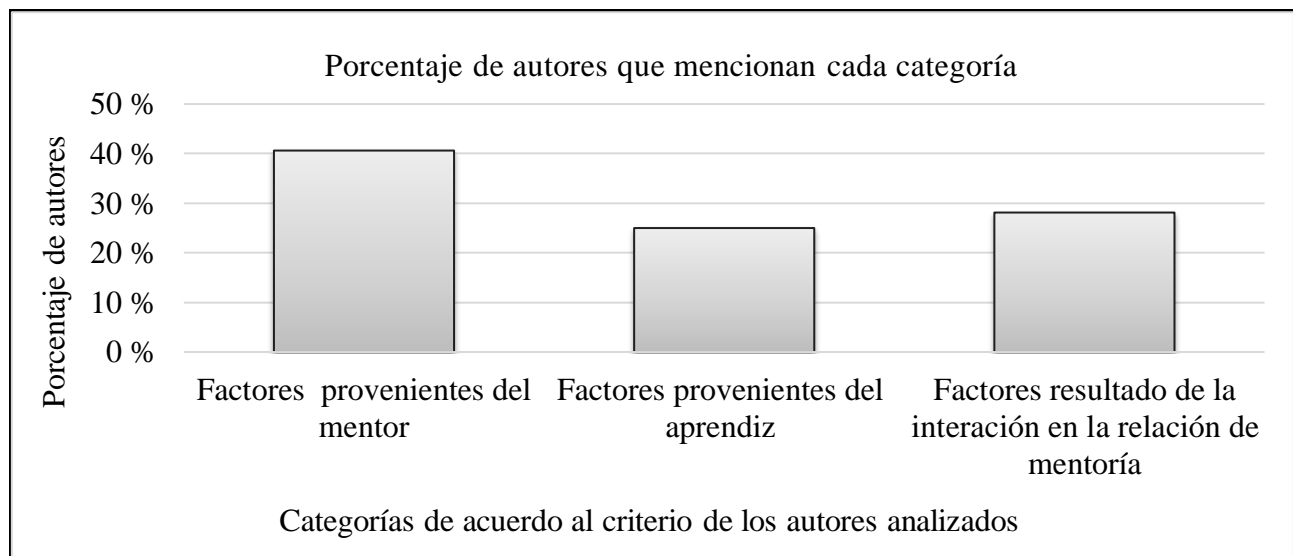 Porcentaje de autores que mencionan cada categoría
Porcentaje de autores
50 %
40 %
30 %
20 %
10 %
0 %
Factores provenientes del
mentor
Factores provenientes del
aprendiz
Factores resultado de la
interación en la relación de
mentoría
Categorías de acuerdo al criterio de los autores analizados